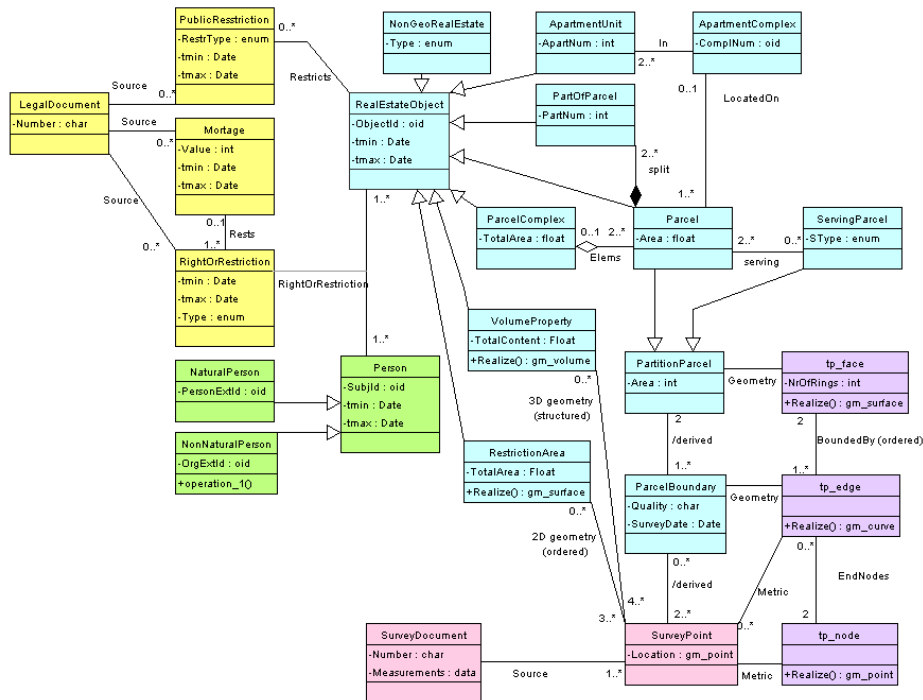 PublicResstriction
-RestrType : enum
-tmin : Date
-tmax : Date
0..*
Restricts
NonGeoRealEstate
-Type : enum
ApartmentUnit
-ApartNum : int
In
2..*
ApartmentComplex
-ComplNum : oid
0..1
LocatedOn
1..*
LegalDocument
-Number : char
Source
0..*
Source
0..*
Source
0..*
Mortage
-Value : int
-tmin : Date
-tmax : Date
0..1
Rests
1..*
RightOrRestriction
-tmin : Date
-tmax : Date
-Type : enum
RightOrRestriction
RealEstateObject
-ObjectId : oid
-tmin : Date
-tmax : Date
1..*
1..*
PartOfParcel
-PartNum : int
2..*
split
ParcelComplex
-TotalArea : float
0..1
2..*
Elems
Parcel
-Area : float
2..*
0..*
serving
ServingParcel
-SType : enum
VolumeProperty
-TotalContent : Float
+Realize() : gm_volume
0..*
3D geometry
(structured)
PartitionParcel
-Area : int
Geometry
tp_face
-NrOfRings : int
+Realize() : gm_surface
2
/derived
1..*
2
BoundedBy (ordered)
1..*
NaturalPerson
-PersonExtId : oid
Person
-SubjId : oid
-tmin : Date
-tmax : Date
NonNaturalPerson
-OrgExtId : oid
+operation_1()
RestrictionArea
-TotalArea : Float
+Realize() : gm_surface
0..*
2D geometry
(ordered)
ParcelBoundary
-Quality : char
-SurveyDate : Date
Geometry
tp_edge
+Realize() : gm_curve
0..*
/derived
2..*
0..*
EndNodes
2
Metric
0..*
4..*
3..*
SurveyDocument
-Number : char
-Measurements : data
Source
1..*
SurveyPoint
-Location : gm_point
Metric
tp_node
+Realize() : gm_point